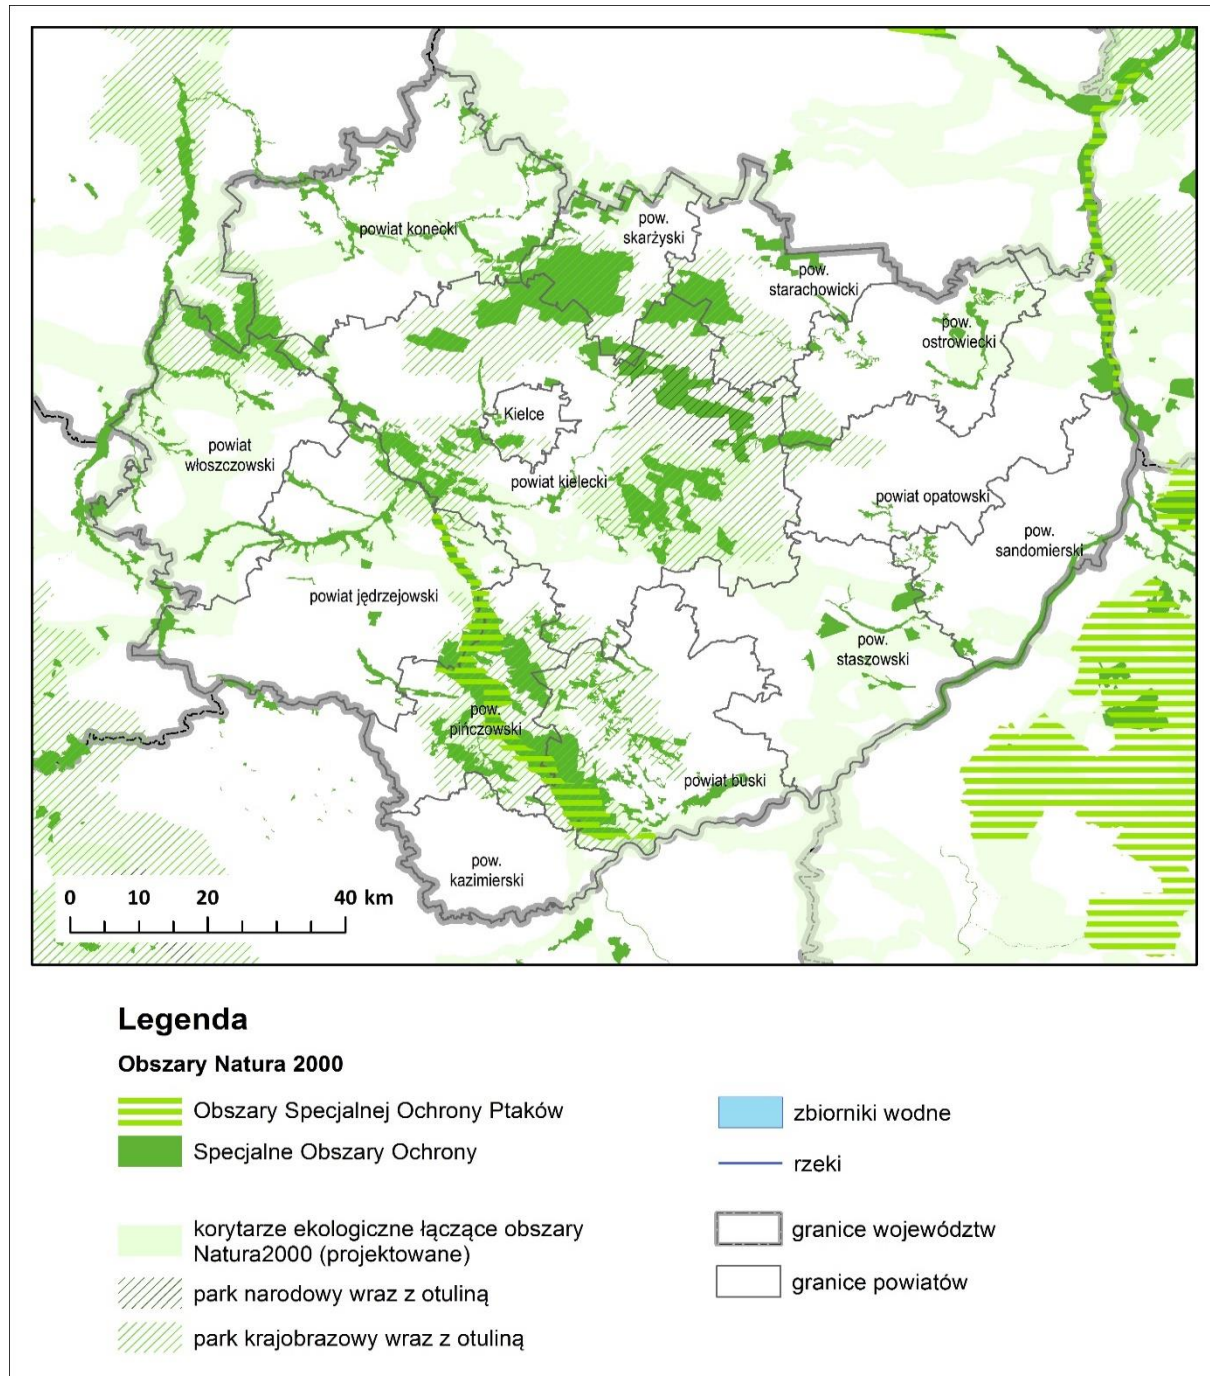 powiat konecki
pow.
skarżyski
pow.
starachowicki
pow.
ostrowiecki
Kielce
powiat
włoszczowski
powiat kielecki
powiat opatowski
pow.
sandomierski
powiat jędrzejowski
pow.
staszowski
pow.
pińczowski
powiat buski
pow.
kazimierski
0 10 20 40 km
Legenda
Obszary Natura 2000
Obszary Specjalnej Ochrony Ptaków
Specjalne Obszary Ochrony
korytarze ekologiczne łączące obszary
Natura2000 (projektowane)
park narodowy wraz z otuliną
park krajobrazowy wraz z otuliną
zbiorniki wodne
rzeki
granice województw
granice powiatów